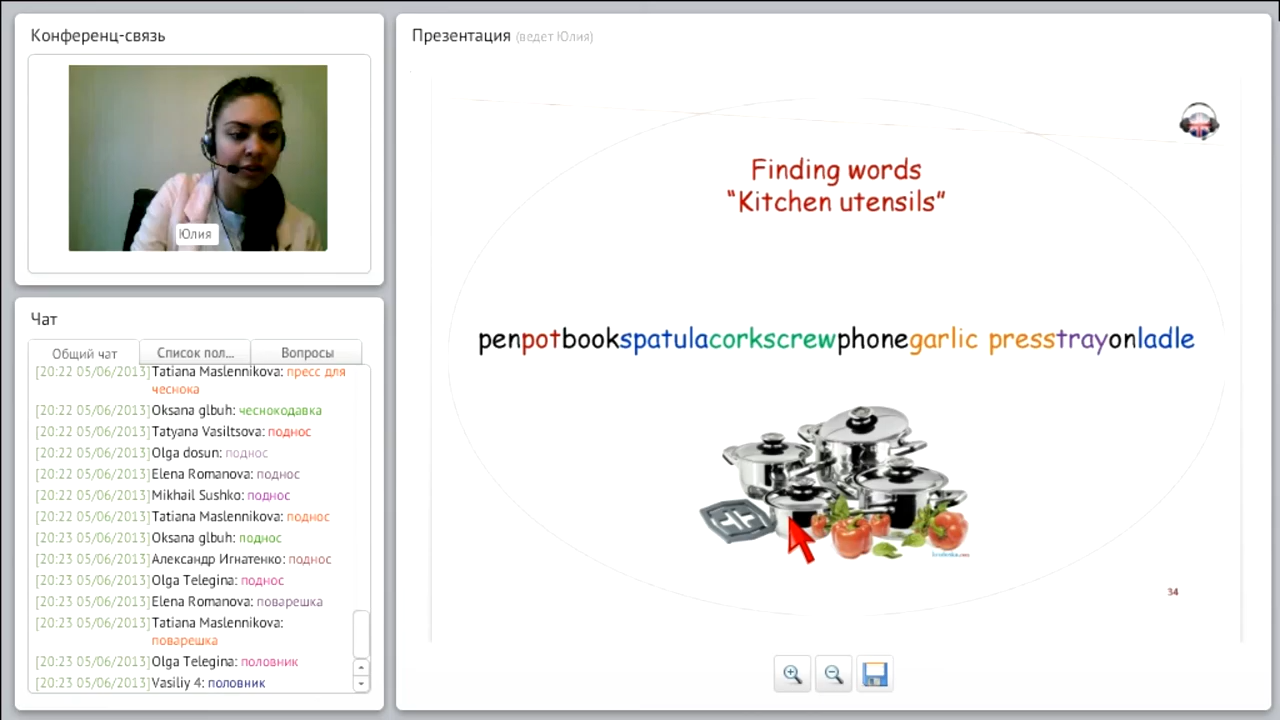 Конференц-связь
Юлия
Чат
Общий чат
Список пол...
Вопросы
[20:22 05/06/2013] Tatiana Maslennikova: пресс для
чеснока
[20:22 05/06/2013] Oksana glbuh: чеснокодавка
[20:22 05/06/2013] Tatyana Vasiltsova: поднос
[20:22 05/06/2013] Olga dosun: поднос
[20:22 05/06/2013] Elena Romanova: поднос
[20:22 05/06/2013] Mikhail Sushko: поднос
[20:22 05/06/2013] Tatiana Maslennikova: поднос
[20:23 05/06/2013] Oksana glbuh: поднос
[20:23 05/06/2013] Александр Игнатенко: поднос
[20:23 05/06/2013] Olga Telegina: поднос
[20:23 05/06/2013] Elena Romanova: поварешка
[20:23 05/06/2013] Tatiana Maslennikova:
поварешка
[20:23 05/06/2013] Olga Telegina: половник
[20:23 05/06/2013] Vasiliy 4: половник
Презентация (ведет Юлия)
Finding words
“Kitchen utensils”
penpotbookspatulacorkscrewphonegarlic presstrayonladle
34